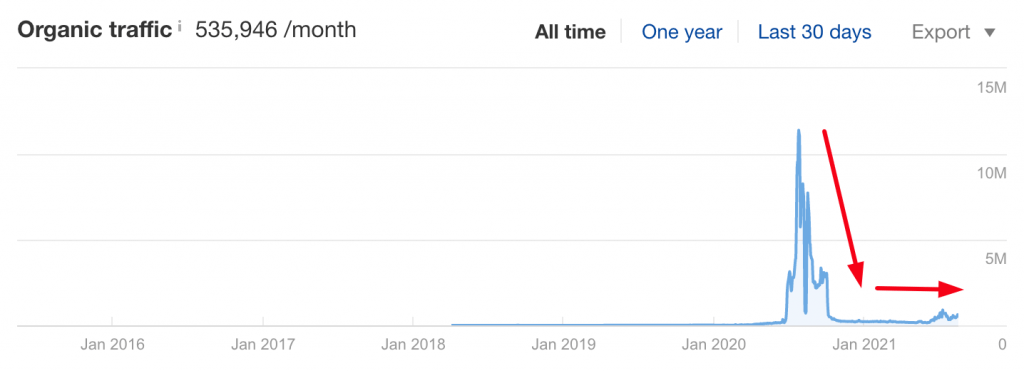 Organic traffic i 535,946 /month All time One year Last 30 days Export
15M
10M
5M
Jan 2016 Jan 2017 Jan 2018 Jan 2019 Jan 2020 Jan 2021 0